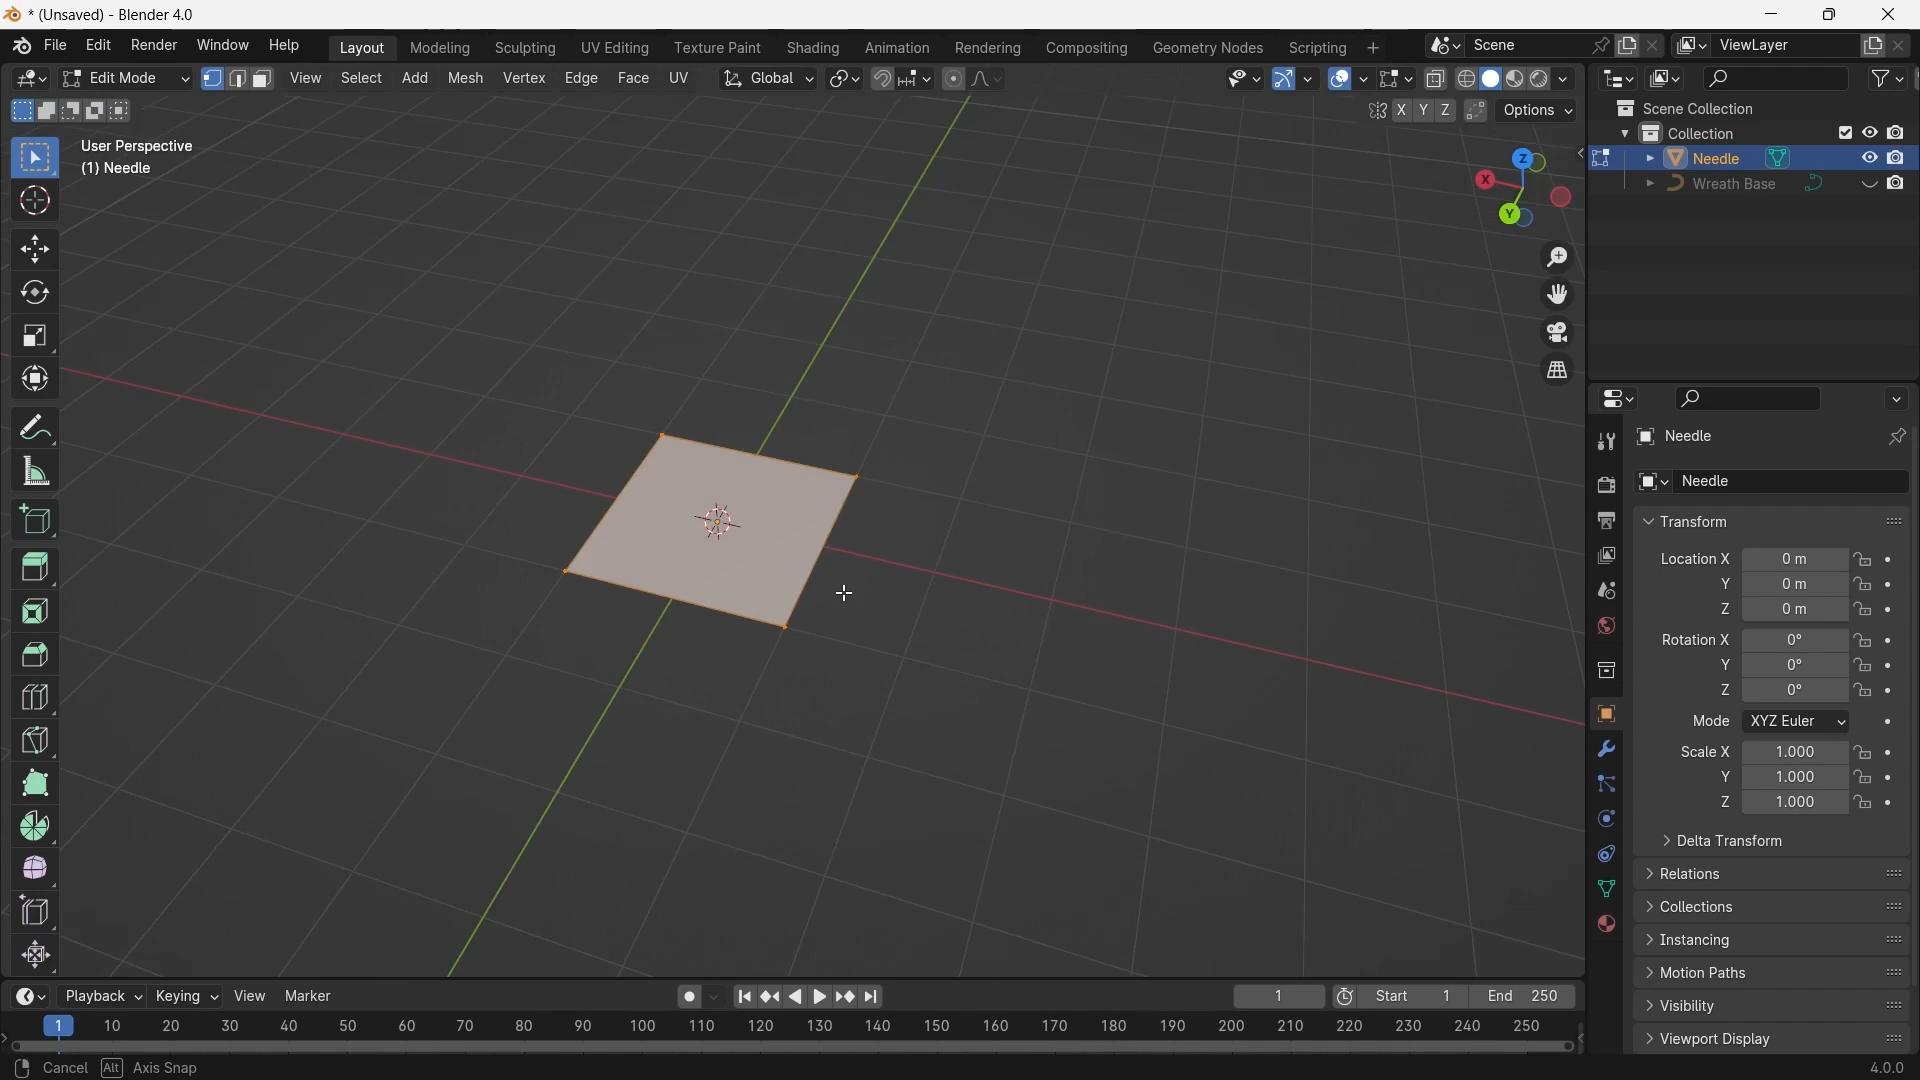 * (Unsaved) - Blender 4.0
File Edit Render Window Help Layout Modeling Sculpting UV Editing Texture Paint Shading Animation Rendering Compositing Geometry Nodes Scripting + Scene ViewLayer
Edit Mode View Select Add Mesh Vertex Edge Face UV Global
X Y Z Options
User Perspective
(1) Needle
Z
X
Y
Scene Collection
Collection
Needle
Wreath Base
Needle
Needle
Transform
Location X 0 m
Y 0 m
Z 0 m
Rotation X 0°
Y 0°
Z 0°
Mode XYZ Euler
Scale X 1.000
Y 1.000
Z 1.000
Delta Transform
Relations
Collections
Instancing
Motion Paths
Visibility
Viewport Display
Playback Keying View Marker 1 Start 1 End 250
1 10 20 30 40 50 60 70 80 90 100 110 120 130 140 150 160 170 180 190 200 210 220 230 240 250
Cancel Alt Axis Snap 4.0.0